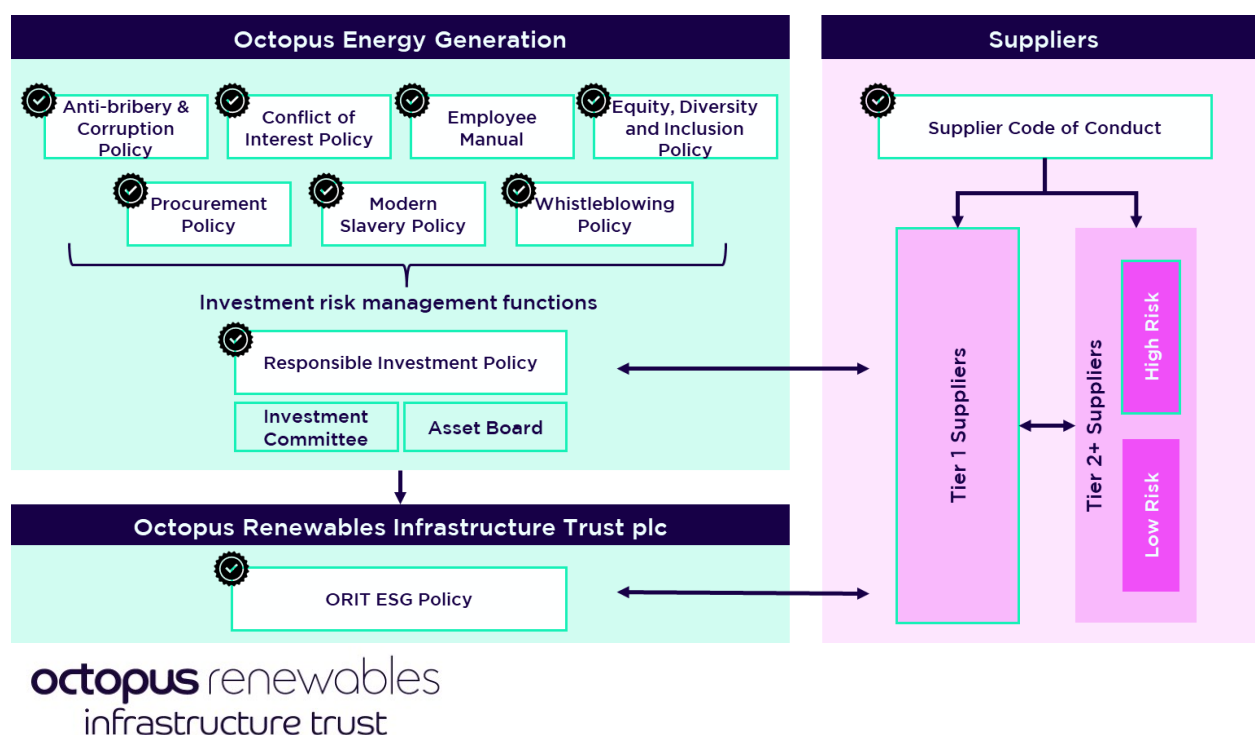 Octopus Energy Generation
Anti-bribery &
Corruption
Policy
Conflict of
Interest Policy
Employee
Manual
Equity, Diversity
and Inclusion
Policy
Procurement
Policy
Modern
Slavery Policy
Whistleblowing
Policy
Investment risk management functions
Responsible Investment Policy
Investment
Committee
Asset Board
Octopus Renewables Infrastructure Trust plc
ORIT ESG Policy
Suppliers
Supplier Code of Conduct
Tier 1 Suppliers
Tier 2+ Suppliers
High Risk
Low Risk
octopus renewables
infrastructure trust